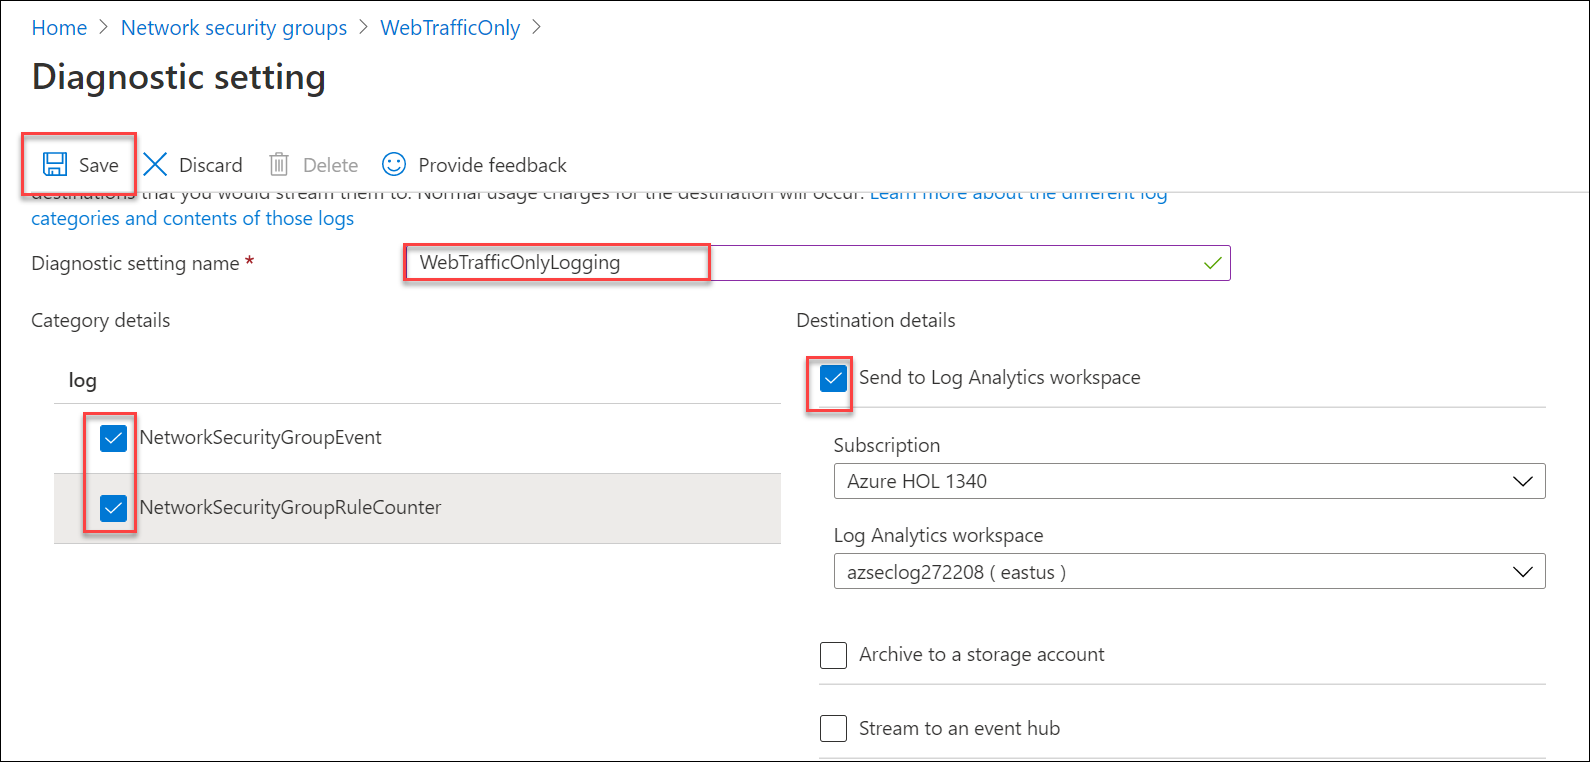 Home > Network security groups > WebTrafficOnly >
Diagnostic setting
Save Discard Delete Provide feedback
destinations that you would stream them to. Normal usage charges for the destination will occur. Learn more about the different log
categories and contents of those logs
Diagnostic setting name * WebTrafficOnlyLogging
Category details
Destination details
log
Send to Log Analytics workspace
NetworkSecurityGroupEvent
Subscription
Azure HOL 1340
NetworkSecurityGroupRuleCounter
Log Analytics workspace
azseclog272208 ( eastus )
Archive to a storage account
Stream to an event hub